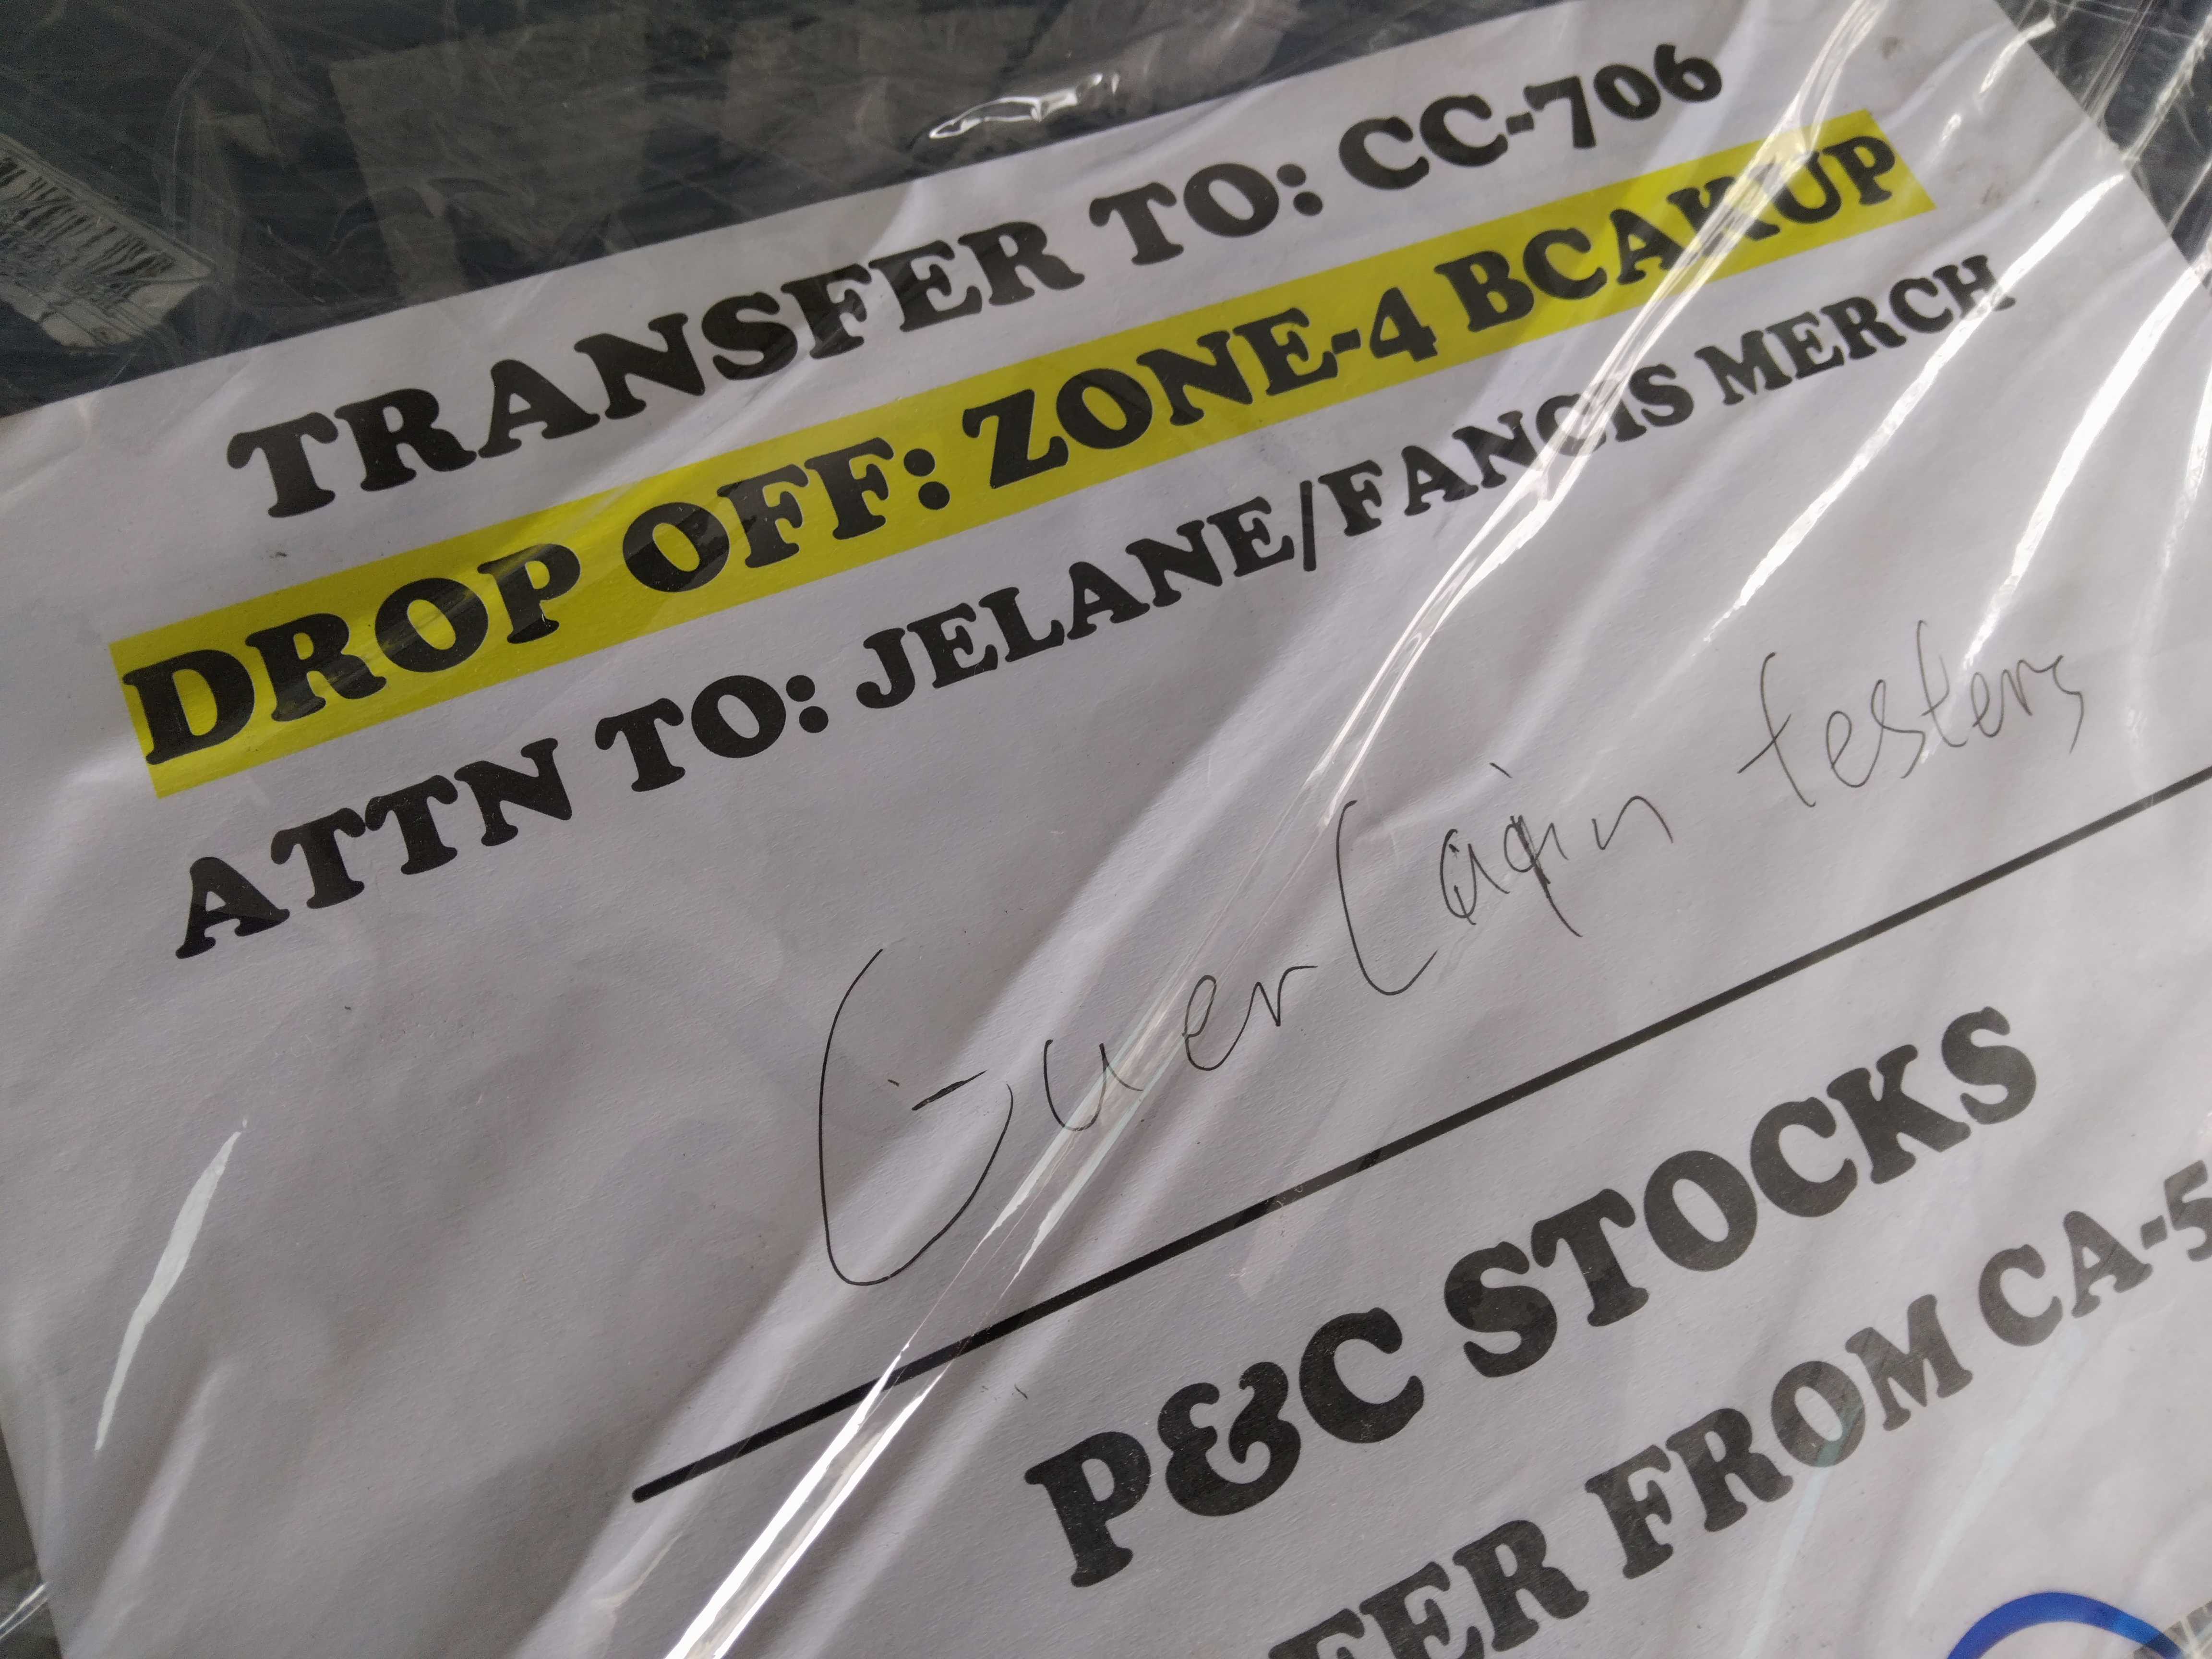 TRANSFER TO: CC-706
DROP OFF: ZONE-4 BCAKUP
ATTN TO: JELANE/FANCIS MERCH
Guerlain testers
P&C STOCKS
FER FROM CA-5